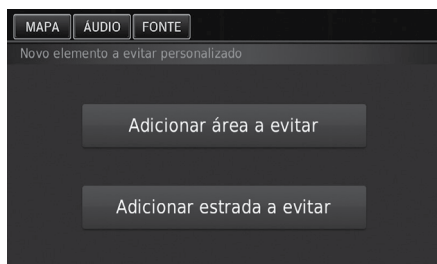 MAPA ÁUDIO FONTE
Novo elemento a evitar personalizado
Adicionar área a evitar
Adicionar estrada a evitar